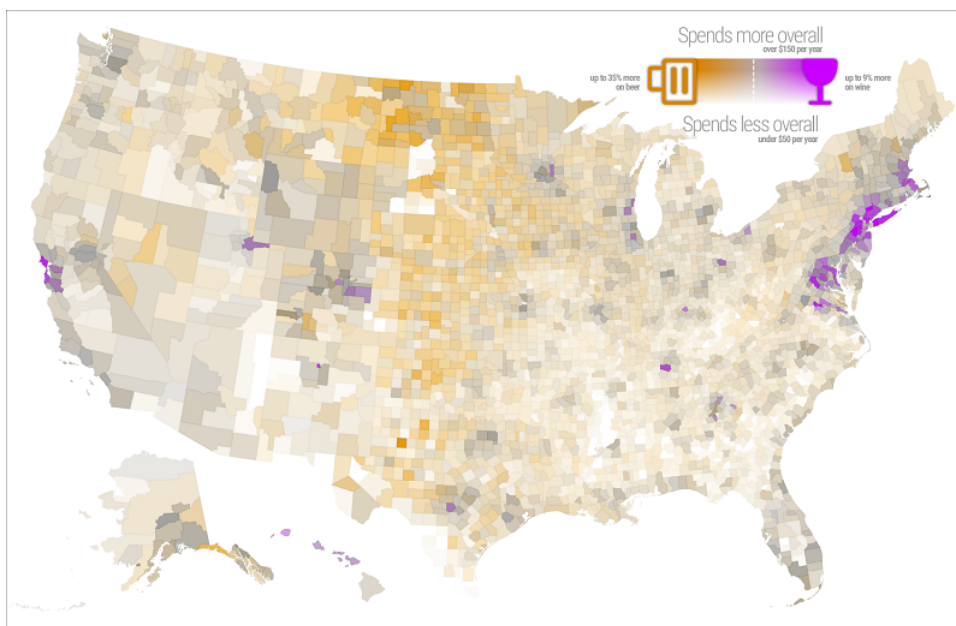 Spends more overall
over $150 per year
up to 35% more
on beer
up to 9% more
on wine
Spends less overall
under $50 per year